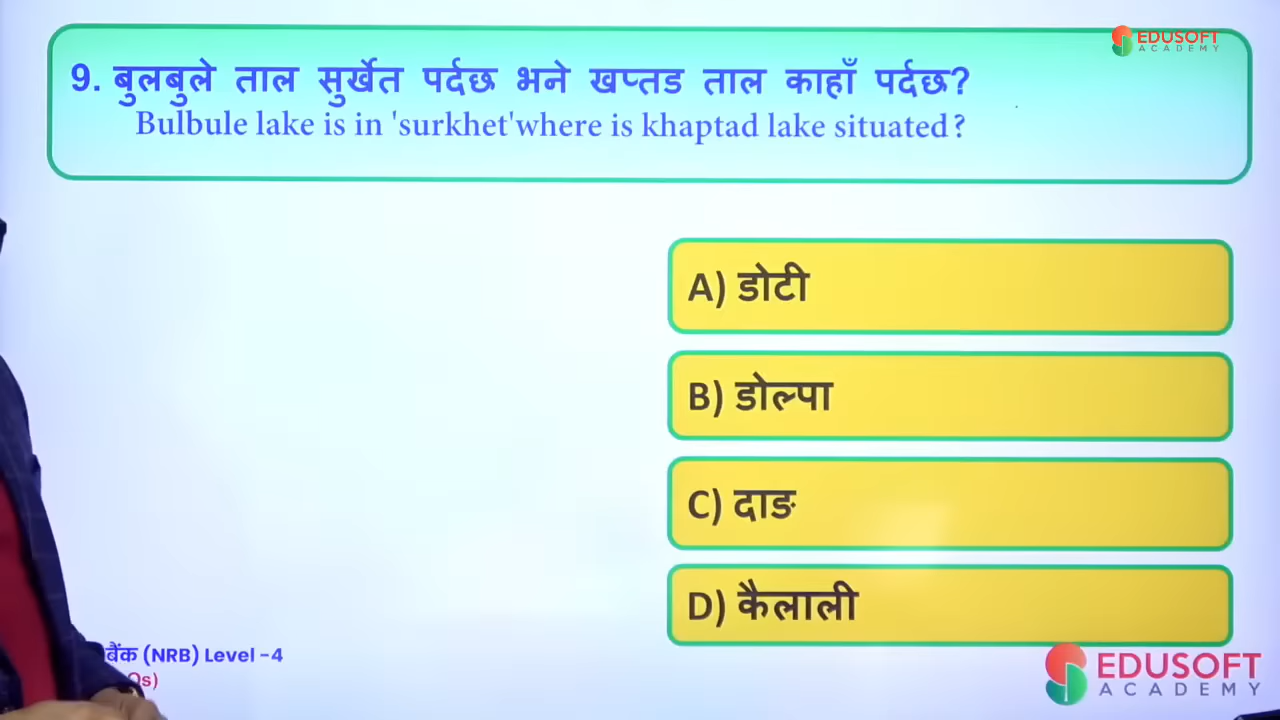 EDUSOFT
ACADEMY
9. बुलबुले ताल सुर्खेत पर्दछ भने खप्तड ताल काहाँ पर्दछ?
Bulbule lake is in 'surkhet'where is khaptad lake situated?
A) डोटी
B) डोल्पा
C) दाङ
D) कैलाली
बैंक (NRB) Level -4
Qs)
EDUSOFT
ACADEMY